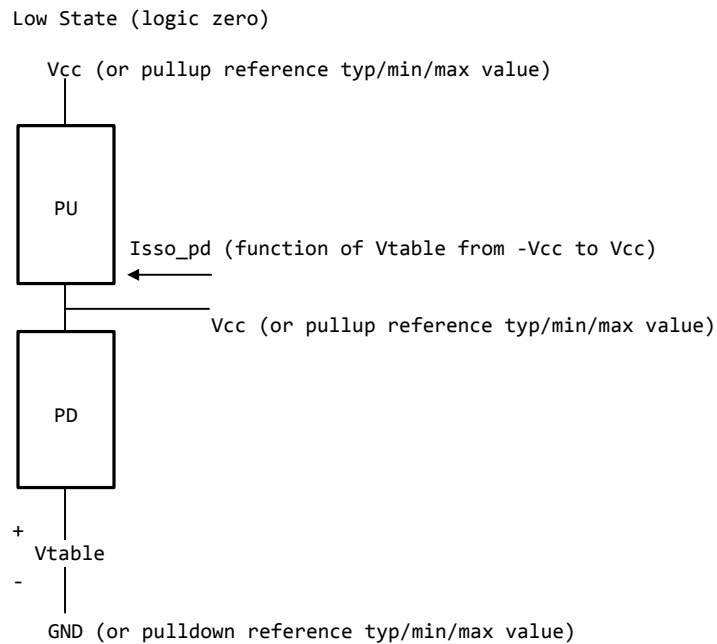 Low State (logic zero)
Vcc (or pullup reference typ/min/max value)
PU
Isso_pd (function of Vtable from -Vcc to Vcc)
Vcc (or pullup reference typ/min/max value)
PD
+
Vtable
-
GND (or pulldown reference typ/min/max value)